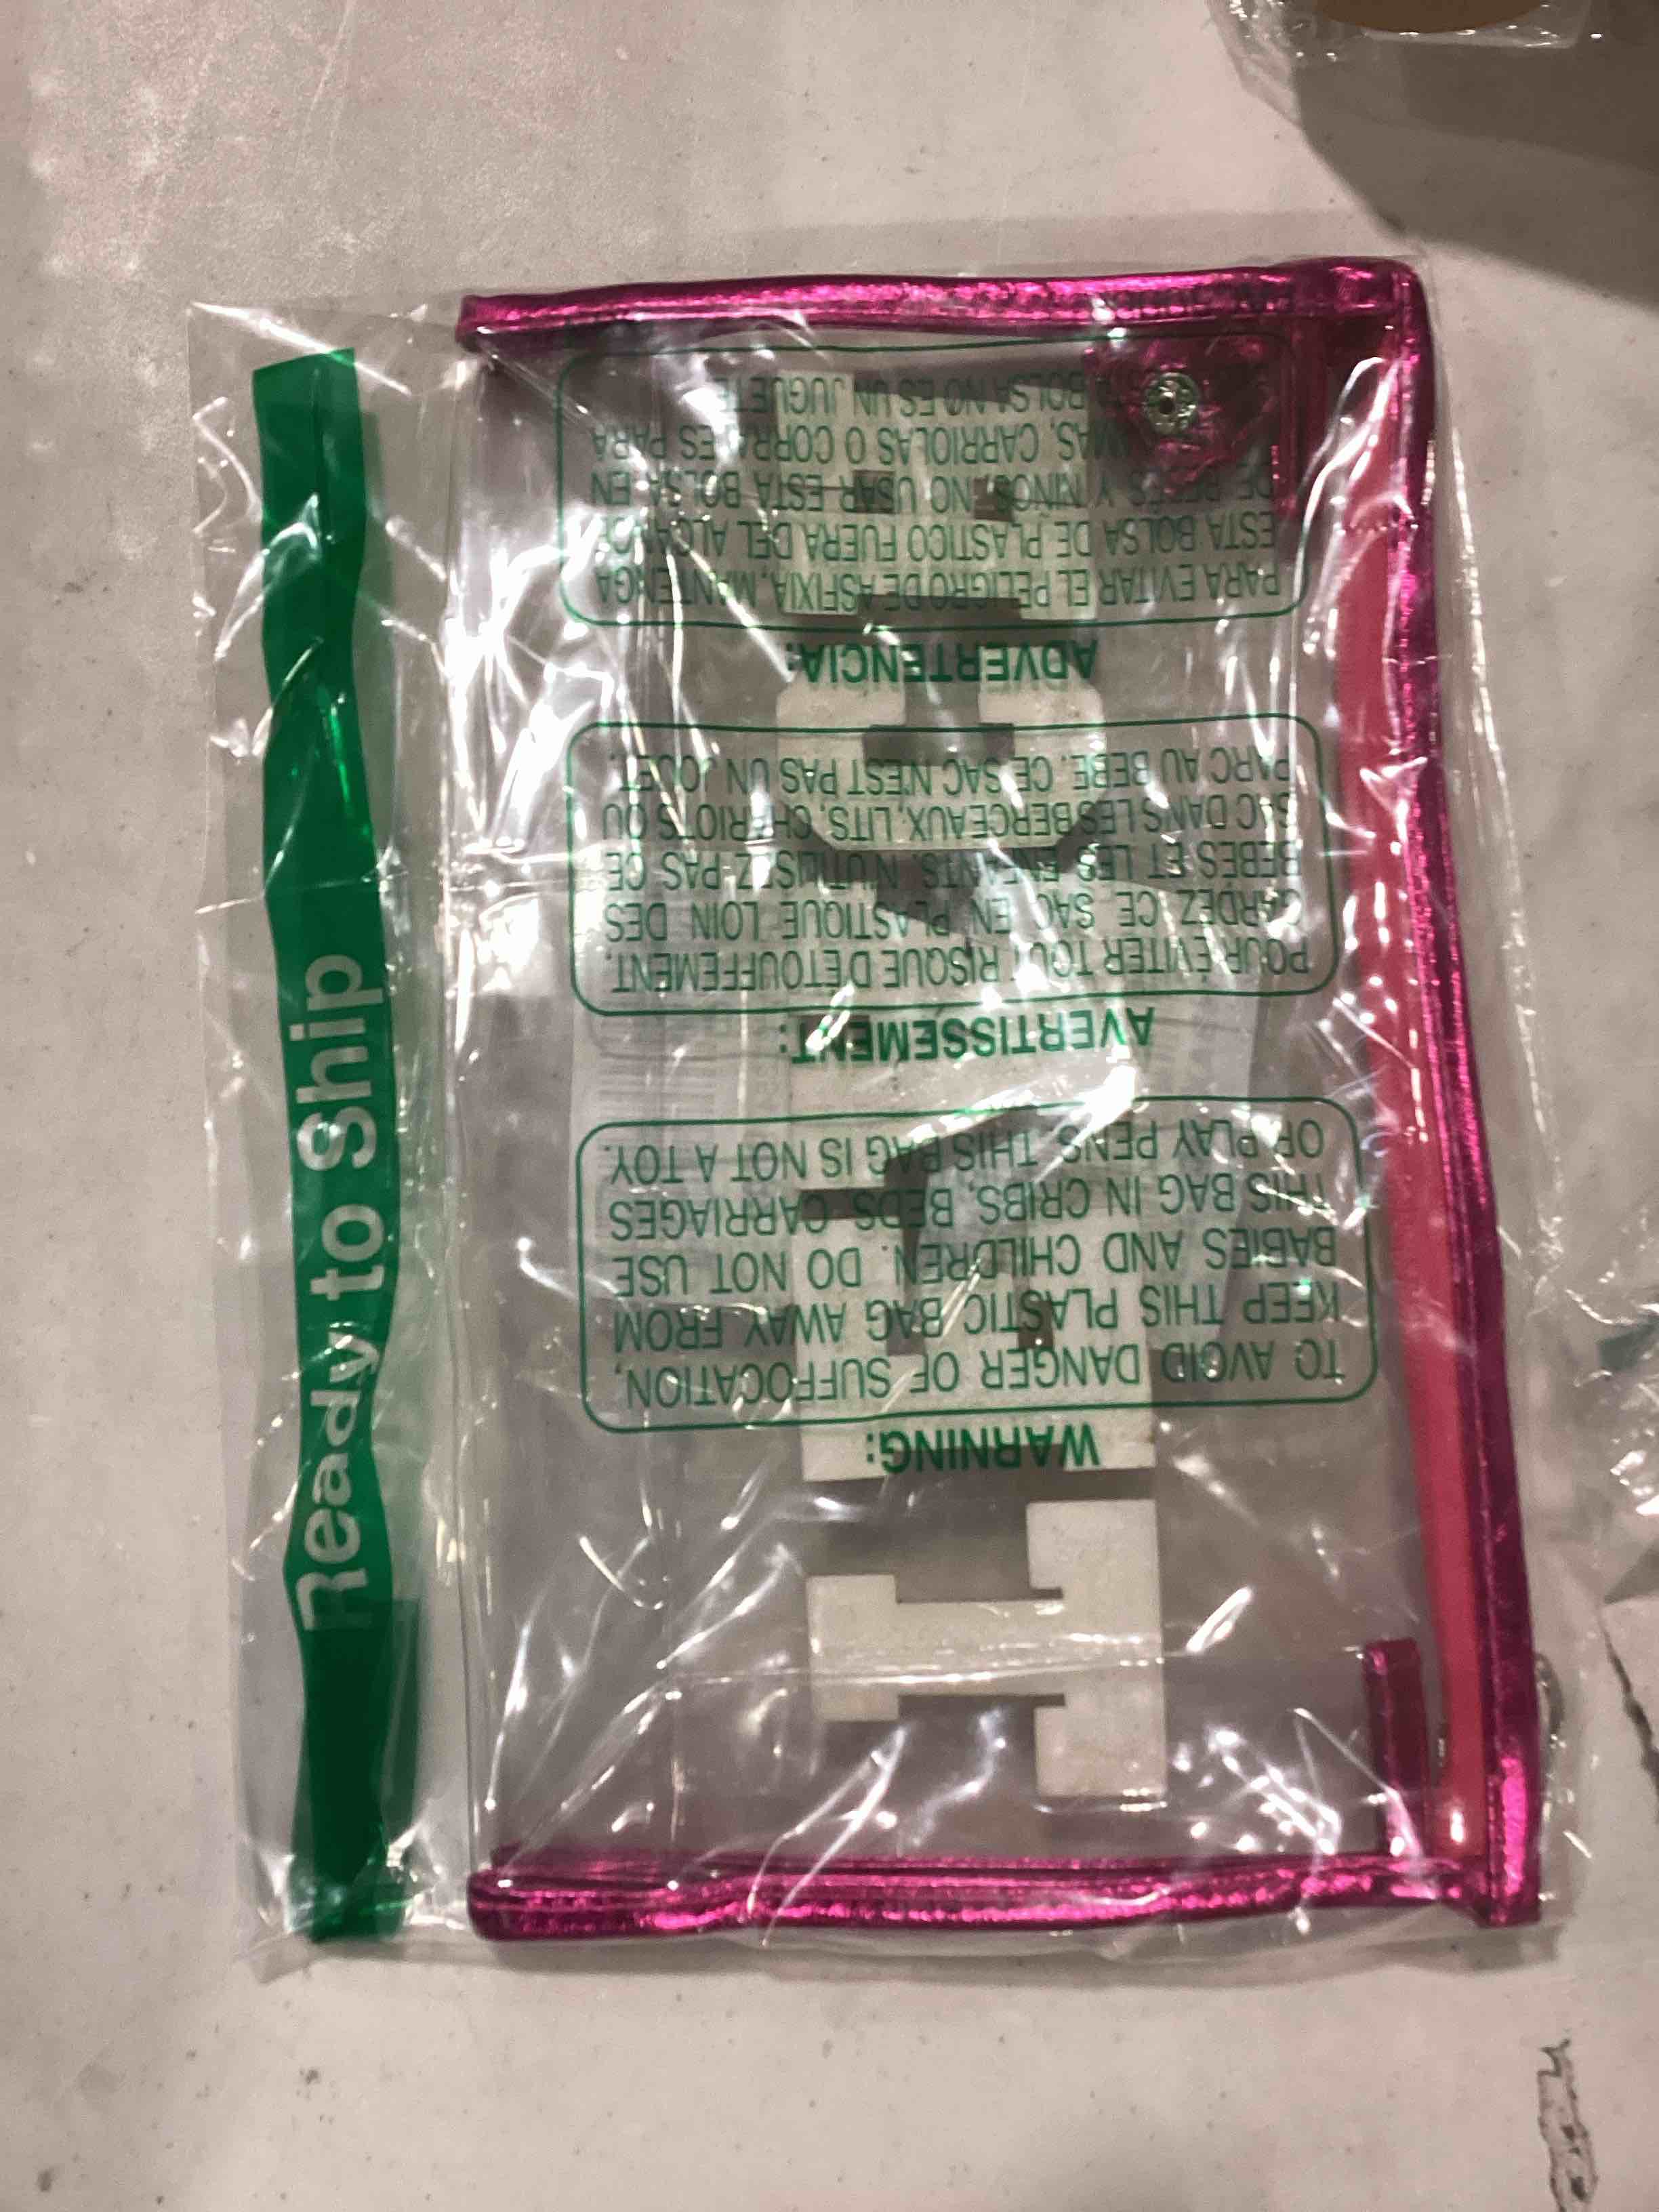 Ready to Ship
WARNING:
TO AVOID DANGER OF SUFFOCATION,
KEEP THIS PLASTIC BAG AWAY FROM
BABIES AND CHILDREN. DO NOT USE
THIS BAG IN CRIBS, BEDS, CARRIAGES
OR PLAY PENS. THIS BAG IS NOT A TOY.
AVERTISSEMENT:
POUR ÉVITER TOUT RISQUE D'ETOUFFEMENT,
GARDEZ CE SAC EN PLASTIQUE LOIN DES
BEBES ET LES ENFANTS. N'UTILISEZ PAS CE
SAC DANS LES BERCEAUX, LITS, CHARIOTS OU
PARC AU BEBE. CE SAC N'EST PAS UN JOUET.
ADVERTENCIA:
PARA EVITAR EL PELIGRO DE ASFIXIA, MANTENGA
ESTA BOLSA DE PLASTICO FUERA DEL ALCANCE
DE BEBES Y NIÑOS, NO USAR ESTA BOLSA EN
CARRIOLAS O CORRALES PARA
BOLSA NO ES UN JUGUETE